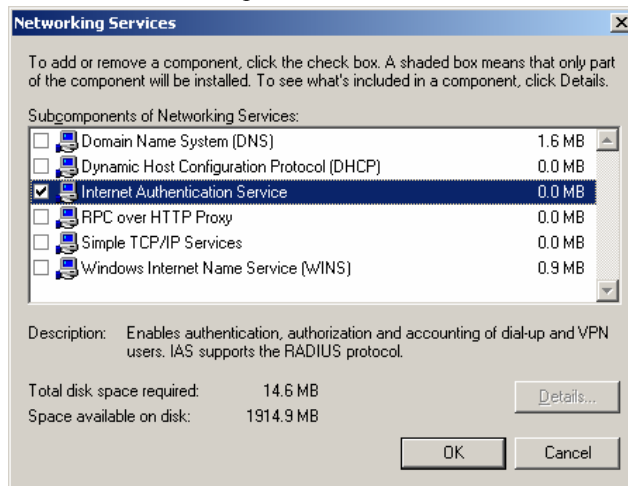 Networking Services
To add or remove a component, click the check box. A shaded box means that only part
of the component will be installed. To see what's included in a component, click Details.
Subcomponents of Networking Services:
Domain Name System (DNS) 1.6 MB
Dynamic Host Configuration Protocol (DHCP) 0.0 MB
Internet Authentication Service 0.0 MB
RPC over HTTP Proxy 0.0 MB
Simple TCP/IP Services 0.0 MB
Windows Internet Name Service (WINS) 0.9 MB
Description: Enables authentication, authorization and accounting of dial-up and VPN
users. IAS supports the RADIUS protocol.
Total disk space required: 14.6 MB
Details...
Space available on disk: 1914.9 MB
OK Cancel